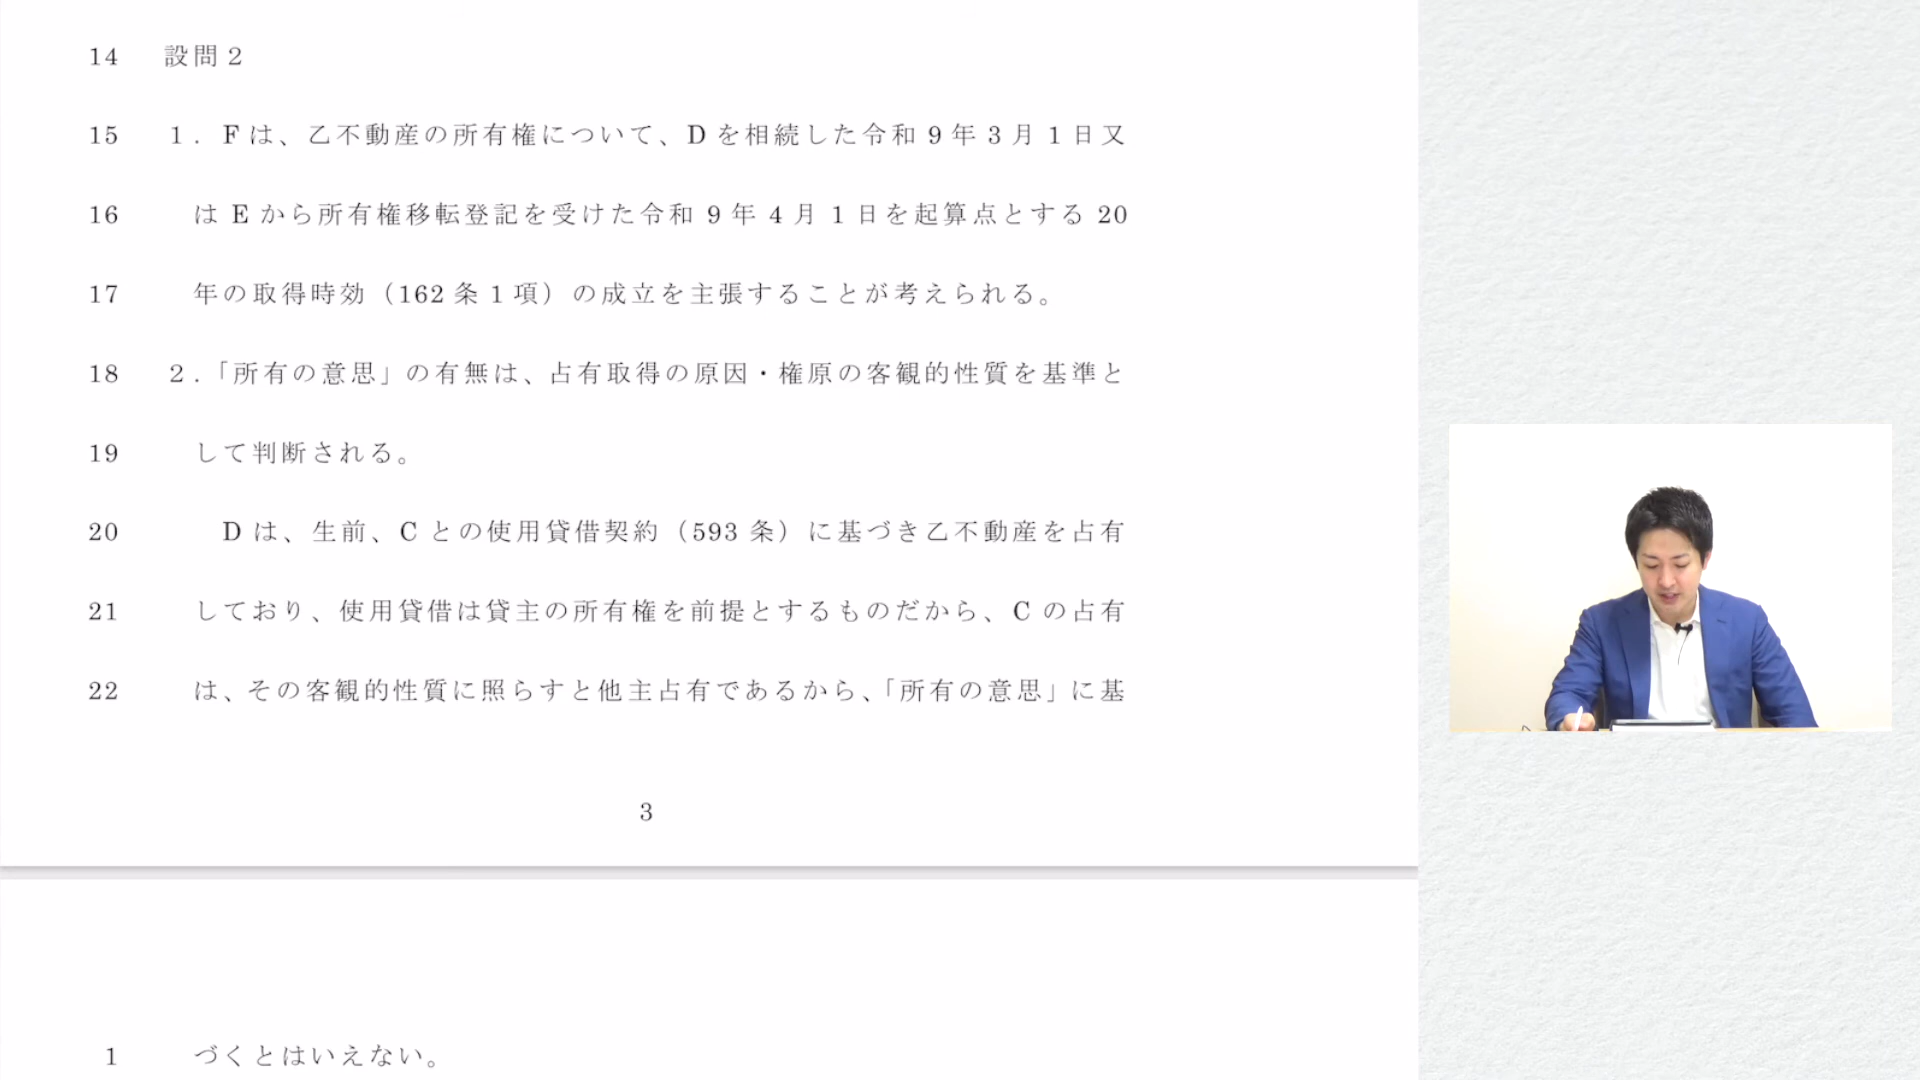 14 設問２
15 １．Fは、乙不動産の所有権について、Dを相続した令和9年3月1日又
16 はEから所有権移転登記を受けた令和9年4月1日を起算点とする20
17 年の取得時効（162条1項）の成立を主張することが考えられる。
18 ２．「所有の意思」の有無は、占有取得の原因・権原の客観的性質を基準と
19 して判断される。
20 Dは、生前、Cとの使用貸借契約（593条）に基づき乙不動産を占有
21 しており、使用貸借は貸主の所有権を前提とするものだから、Cの占有
22 は、その客観的性質に照らすと他主占有であるから、「所有の意思」に基
3
1 づくとはいえない。